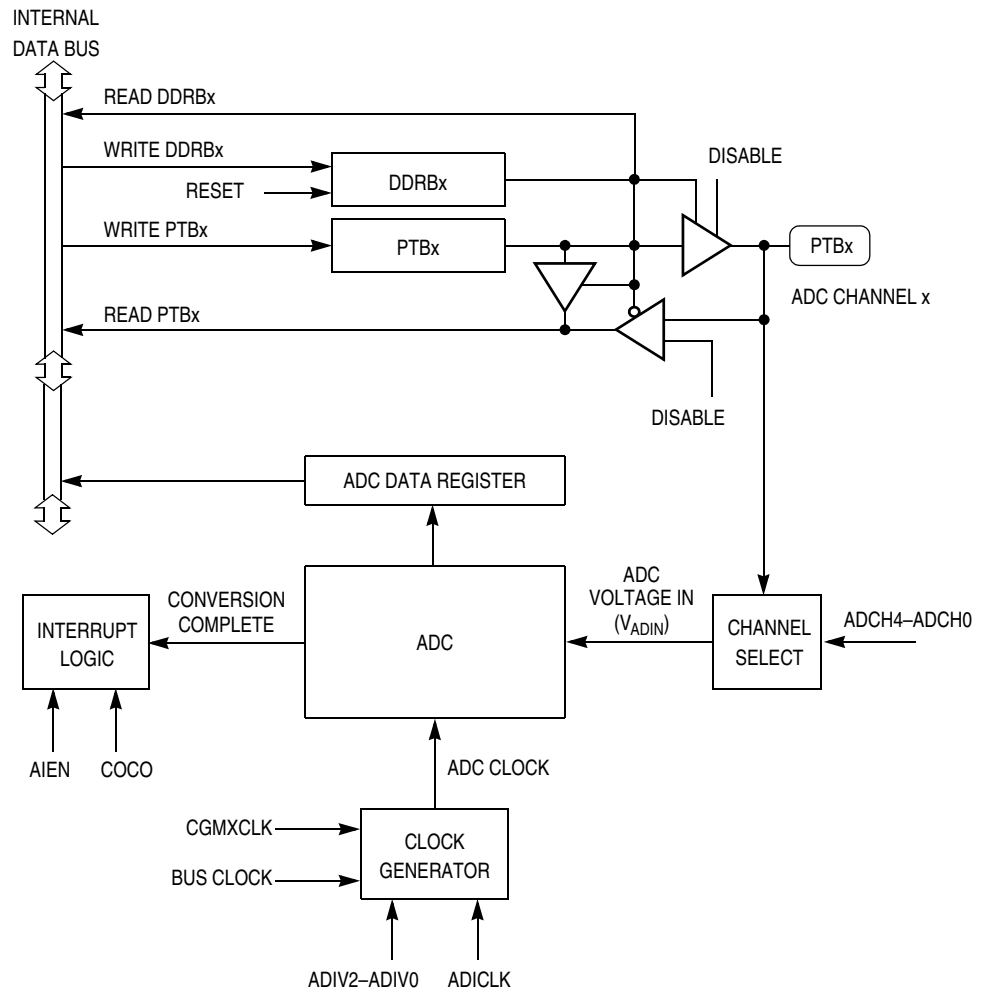 INTERNAL
DATA BUS
READ DDRBx
WRITE DDRBx
DISABLE
RESET
DDRBx
WRITE PTBx
PTBx
PTBx
ADC CHANNEL x
READ PTBx
DISABLE
ADC DATA REGISTER
INTERRUPT
LOGIC
CONVERSION
COMPLETE
ADC
ADC
VOLTAGE IN
(VADIN)
CHANNEL
SELECT
ADCH4–ADCH0
AIEN
COCO
ADC CLOCK
CGMXCLK
BUS CLOCK
CLOCK
GENERATOR
ADIV2–ADIV0
ADICLK